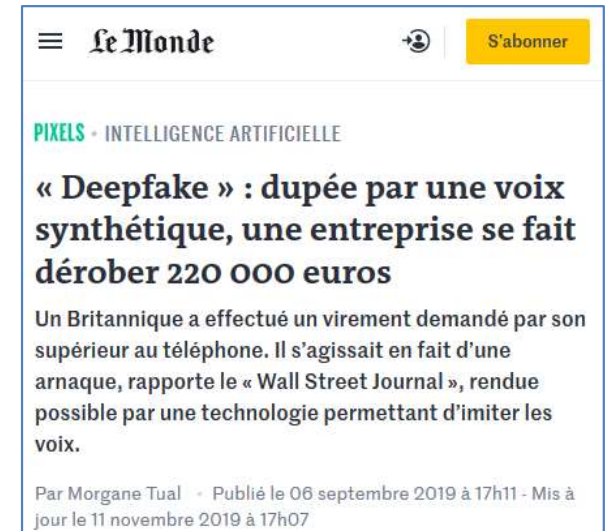 Le Monde
S'abonner
PIXELS • INTELLIGENCE ARTIFICIELLE
« Deepfake » : dupée par une voix
synthétique, une entreprise se fait
dérober 220 000 euros
Un Britannique a effectué un virement demandé par son
supérieur au téléphone. Il s’agissait en fait d’une
arnaque, rapporte le « Wall Street Journal », rendue
possible par une technologie permettant d’imiter les
voix.
Par Morgane Tual • Publié le 06 septembre 2019 à 17h11 - Mis à
jour le 11 novembre 2019 à 17h07